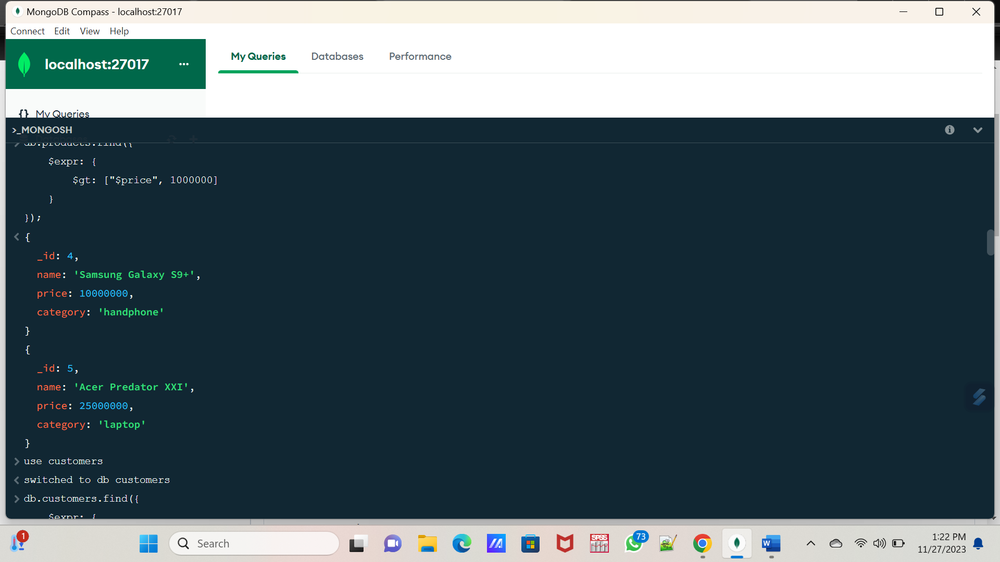 MongoDB Compass - localhost:27017
Connect Edit View Help
localhost:27017 ...
My Queries Databases Performance
{} My Queries
>_MONGOSH
db.products.find({
$expr: {
$gt: ["$price", 1000000]
}
});
{
_id: 4,
name: 'Samsung Galaxy S9+',
price: 10000000,
category: 'handphone'
}
{
_id: 5,
name: 'Acer Predator XXI',
price: 25000000,
category: 'laptop'
}
> use customers
< switched to db customers
> db.customers.find({
$expr: {
1
Search
SPSS
73
W
1:22 PM
11/27/2023